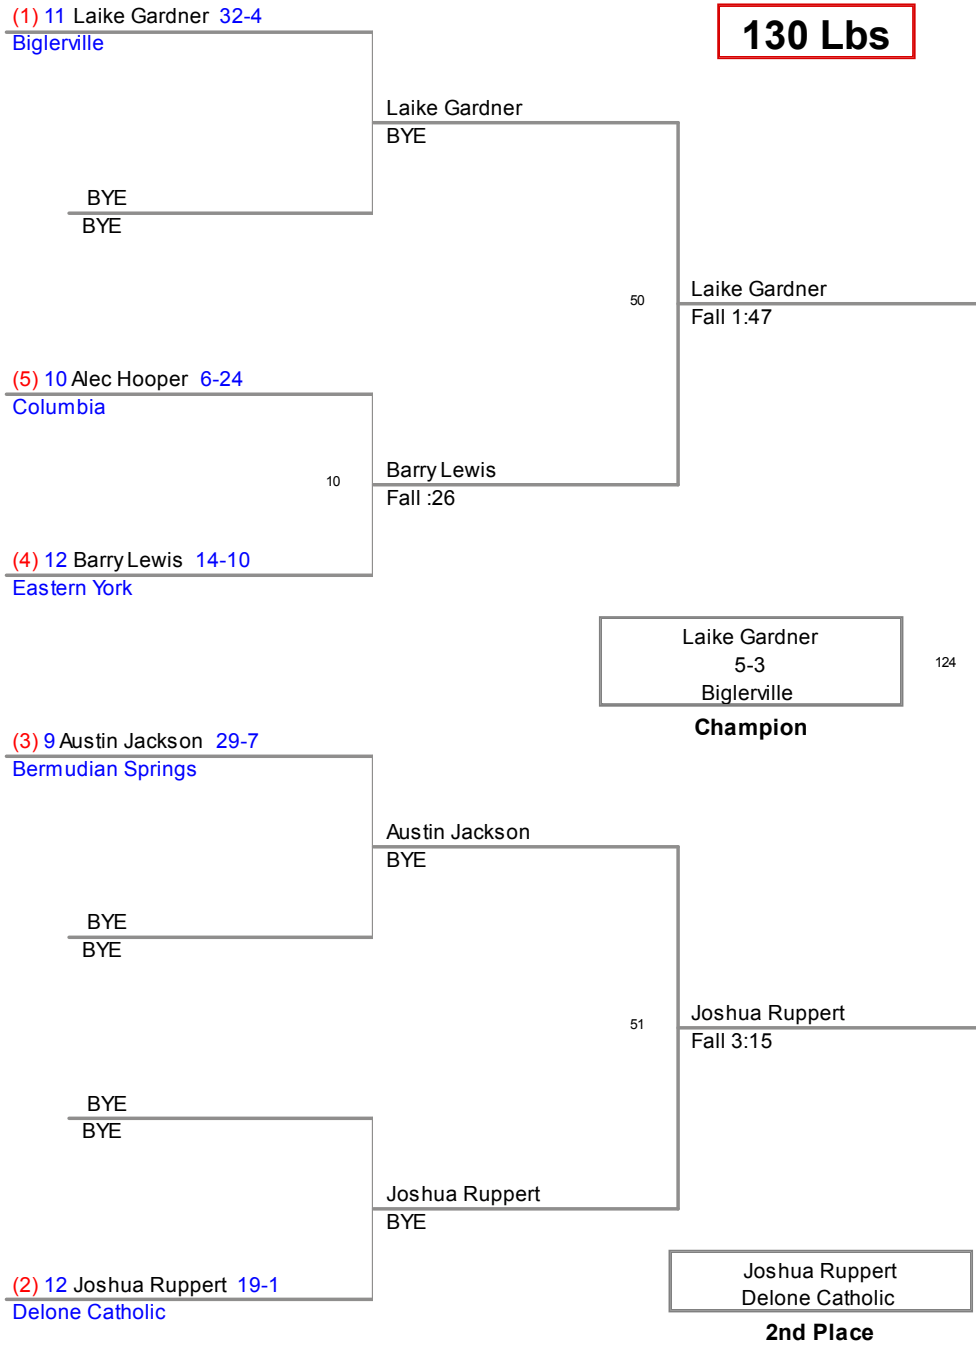 (1) 11 Laike Gardner 32-4
Biglerville
130 Lbs
Laike Gardner
BYE
BYE
BYE
50
Laike Gardner
Fall 1:47
(5) 10 Alec Hooper 6-24
Columbia
10
Barry Lewis
Fall :26
(4) 12 Barry Lewis 14-10
Eastern York
Laike Gardner
5-3
Biglerville
124
Champion
(3) 9 Austin Jackson 29-7
Bermudian Springs
Austin Jackson
BYE
BYE
BYE
51
Joshua Ruppert
Fall 3:15
BYE
BYE
Joshua Ruppert
BYE
(2) 12 Joshua Ruppert 19-1
Delone Catholic
Joshua Ruppert
Delone Catholic
2nd Place